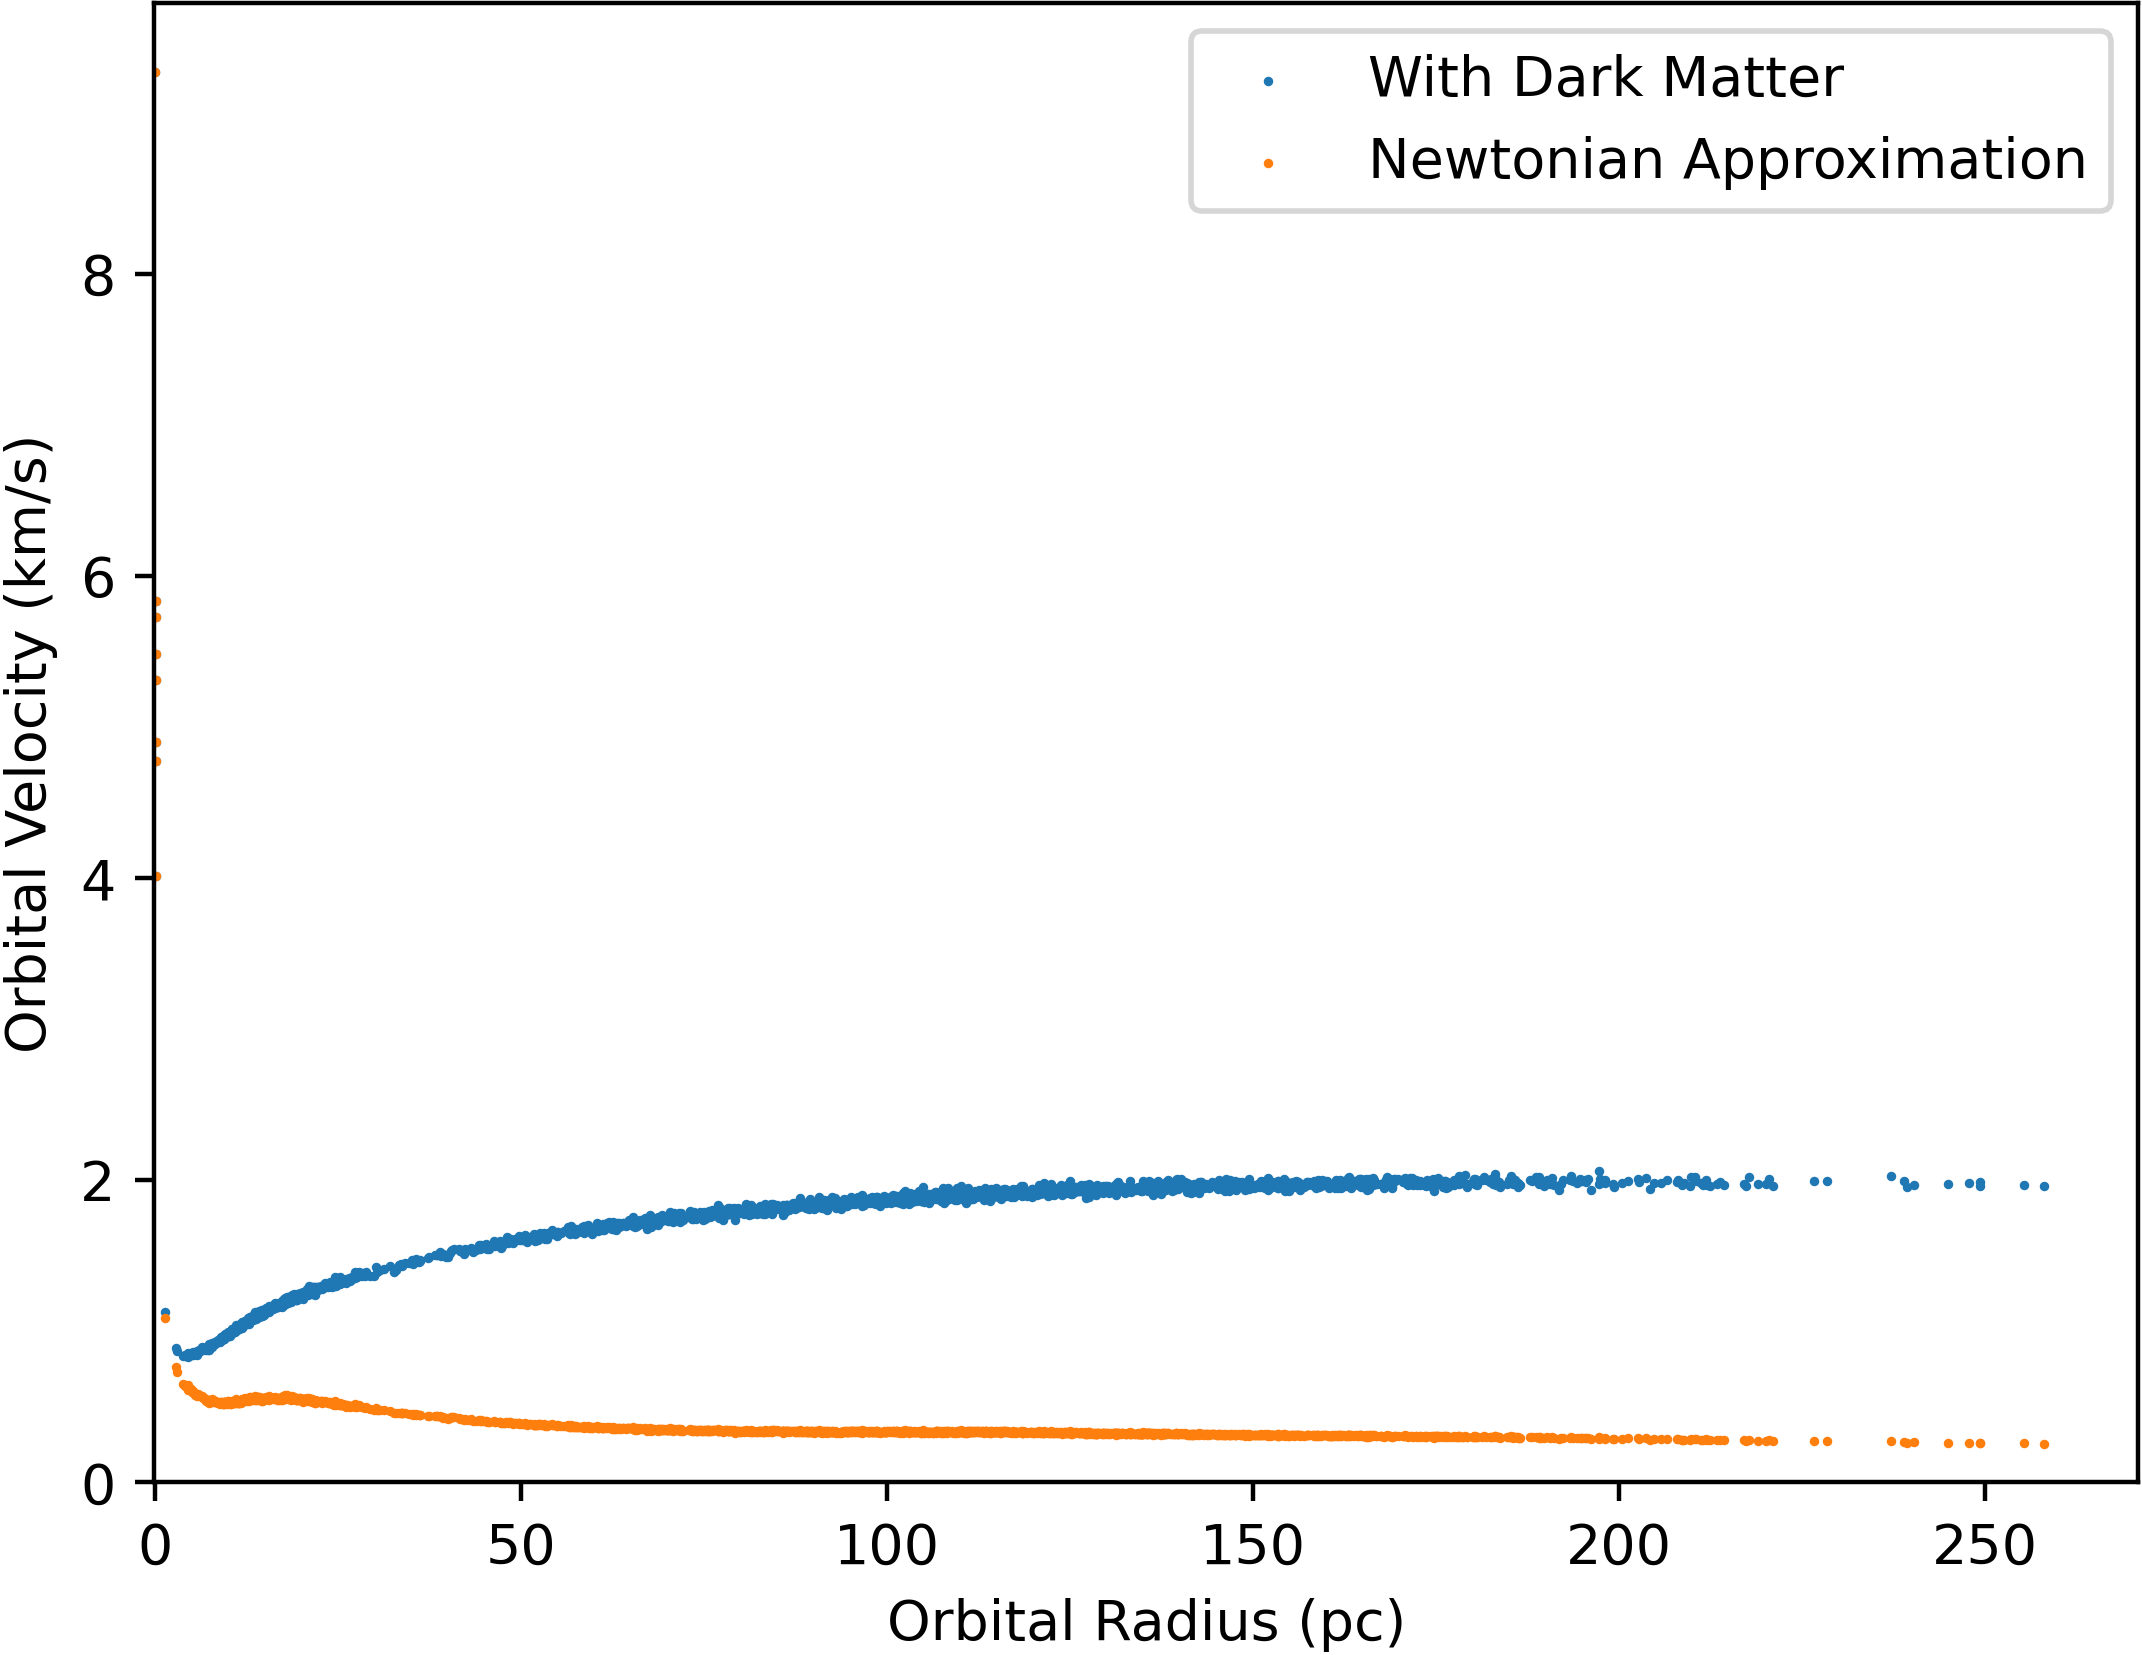 With Dark Matter
Newtonian Approximation
Orbital Velocity (km/s)
8
6
4
2
0
0 50 100 150 200 250
Orbital Radius (pc)